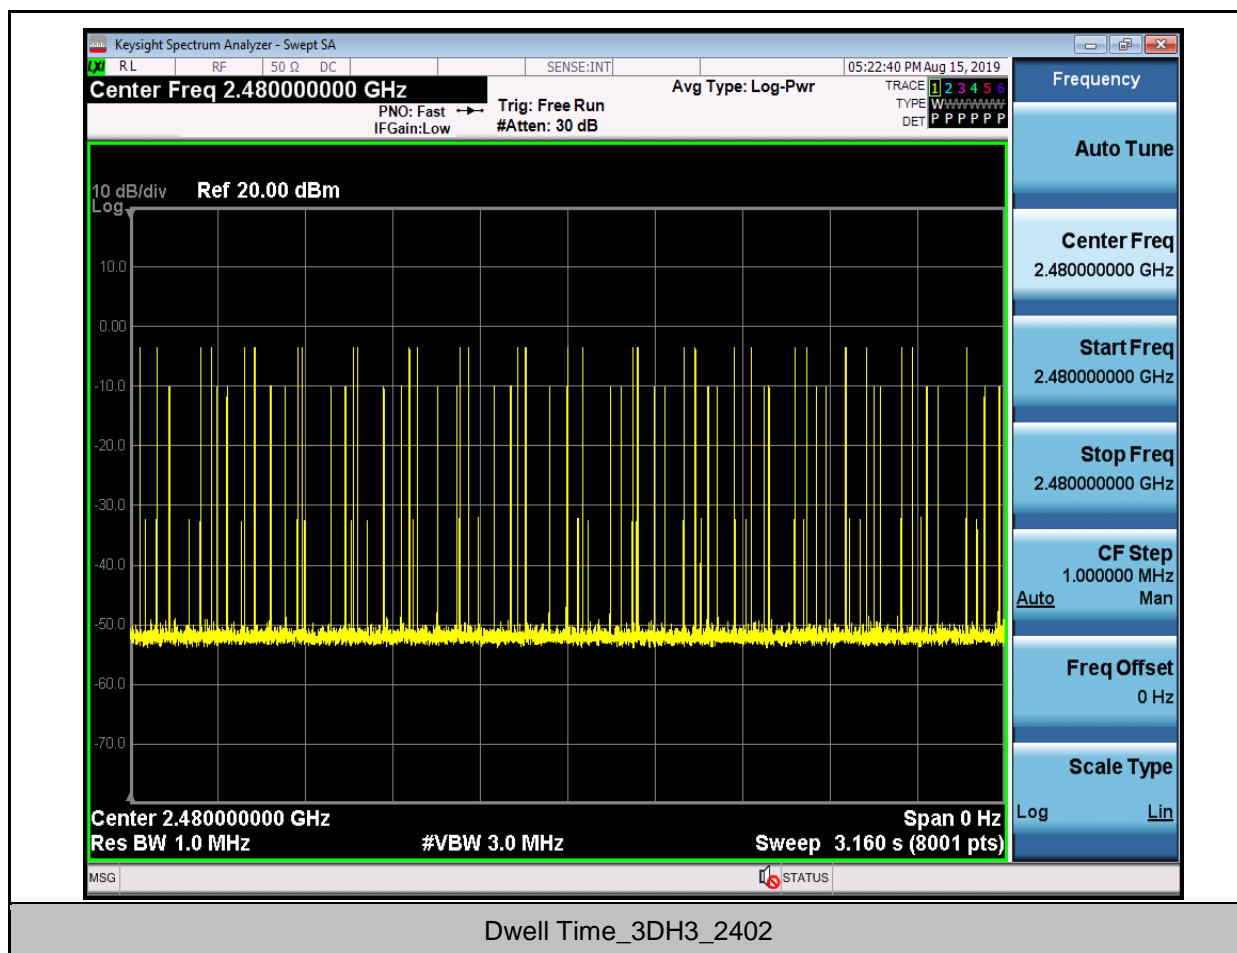 Keysight Spectrum Analyzer - Swept SA
LXI RL RF 50 Ω DC SENSE:INT 05:22:40 PM Aug 15, 2019
Center Freq 2.480000000 GHz
PNO: Fast
IFGain:Low
Trig: Free Run
#Atten: 30 dB
Avg Type: Log-Pwr
TRACE 1 2 3 4 5 6
TYPE WWWWWW
DET P P P P P P
10 dB/div Ref 20.00 dBm
Log
10.0
0.00
-10.0
-20.0
-30.0
-40.0
-50.0
-60.0
-70.0
Center 2.480000000 GHz Span 0 Hz
Res BW 1.0 MHz #VBW 3.0 MHz Sweep 3.160 s (8001 pts)
MSG STATUS
Frequency
Auto Tune
Center Freq
2.480000000 GHz
Start Freq
2.480000000 GHz
Stop Freq
2.480000000 GHz
CF Step
1.000000 MHz
Auto Man
Freq Offset
0 Hz
Scale Type
Log Lin
Dwell Time_3DH3_2402